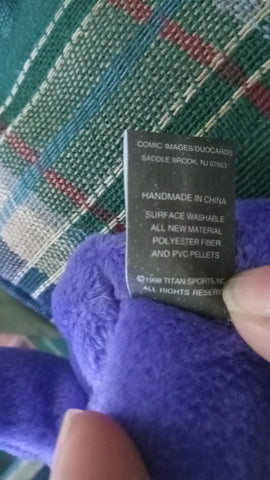 COMIC IMAGES/DUOCARDS
SADDLE BROOK, NJ 07663
HANDMADE IN CHINA
SURFACE WASHABLE
ALL NEW MATERIAL
POLYESTER FIBER
AND PVC PELLETS
©1998 TITAN SPORTS, INC
ALL RIGHTS RESERV